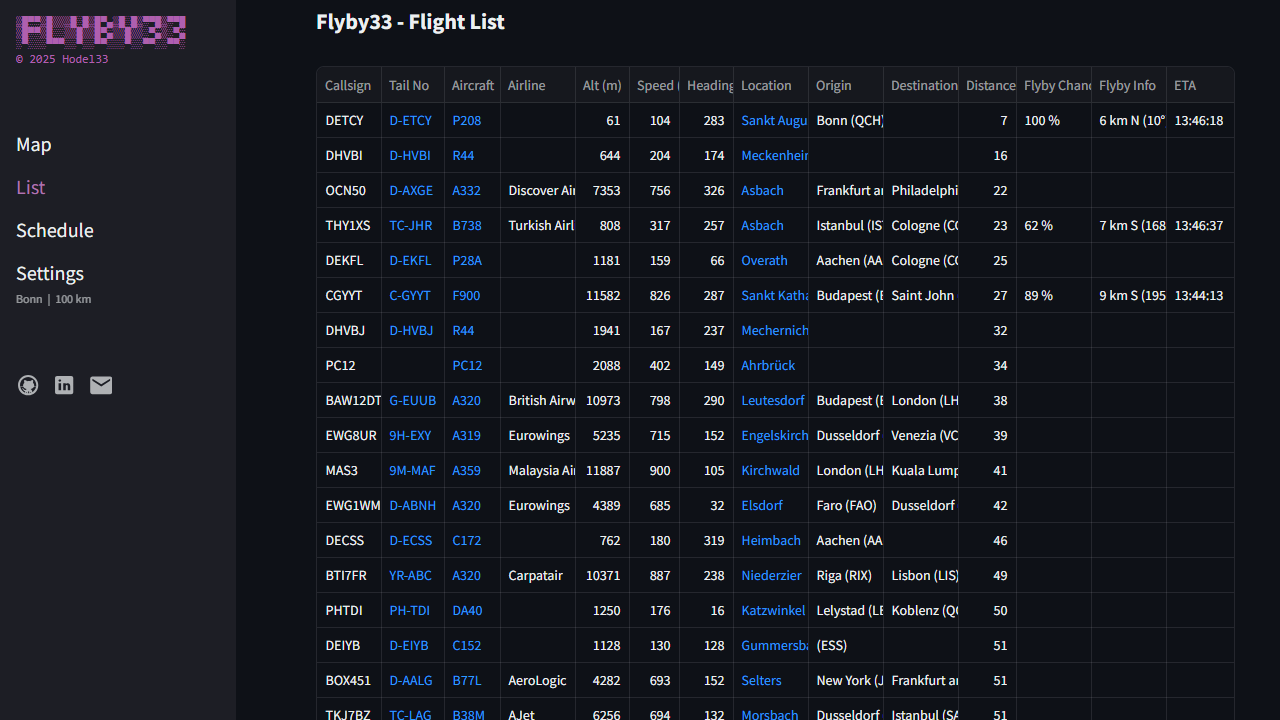 FLYBY33
© 2025 Hodel33
Map
List
Schedule
Settings
Bonn | 100 km
Flyby33 - Flight List
Callsign Tail No Aircraft Airline Alt (m) Speed ( Heading Location Origin Destination Distance Flyby Chanc Flyby Info ETA
DETCY D-ETCY P208 61 104 283 Sankt Augu Bonn (QCH) 7 100 % 6 km N (10° 13:46:18
DHVBI D-HVBI R44 644 204 174 Meckenheim 16
OCN50 D-AXGE A332 Discover Air 7353 756 326 Asbach Frankfurt ar Philadelphi 22
THY1XS TC-JHR B738 Turkish Airl 808 317 257 Asbach Istanbul (IS Cologne (CG 23 62 % 7 km S (168 13:46:37
DEKFL D-EKFL P28A 1181 159 66 Overath Aachen (AA Cologne (CG 25
CGYYT C-GYYT F900 11582 826 287 Sankt Katha Budapest (B Saint John 27 89 % 9 km S (195 13:44:13
DHVBJ D-HVBJ R44 1941 167 237 Mechernich 32
PC12 PC12 2088 402 149 Ahrbrück 34
BAW12DT G-EUUB A320 British Airw 10973 798 290 Leutesdorf Budapest (B London (LH 38
EWG8UR 9H-EXY A319 Eurowings 5235 715 152 Engelskirch Dusseldorf Venezia (VC 39
MAS3 9M-MAF A359 Malaysia Air 11887 900 105 Kirchwald London (LH Kuala Lump 41
EWG1WM D-ABNH A320 Eurowings 4389 685 32 Elsdorf Faro (FAO) Dusseldorf 42
DECSS D-ECSS C172 762 180 319 Heimbach Aachen (AA 46
BTI7FR YR-ABC A320 Carpatair 10371 887 238 Niederzier Riga (RIX) Lisbon (LIS) 49
PHTDI PH-TDI DA40 1250 176 16 Katzwinkel Lelystad (LE Koblenz (QO 50
DEIYB D-EIYB C152 1128 130 128 Gummersba (ESS) 51
BOX451 D-AALG B77L AeroLogic 4282 693 152 Selters New York (J Frankfurt ar 51
TKJ7BZ TC-LAG B38M AJet 6256 694 132 Morsbach Dusseldorf Istanbul (SA 51